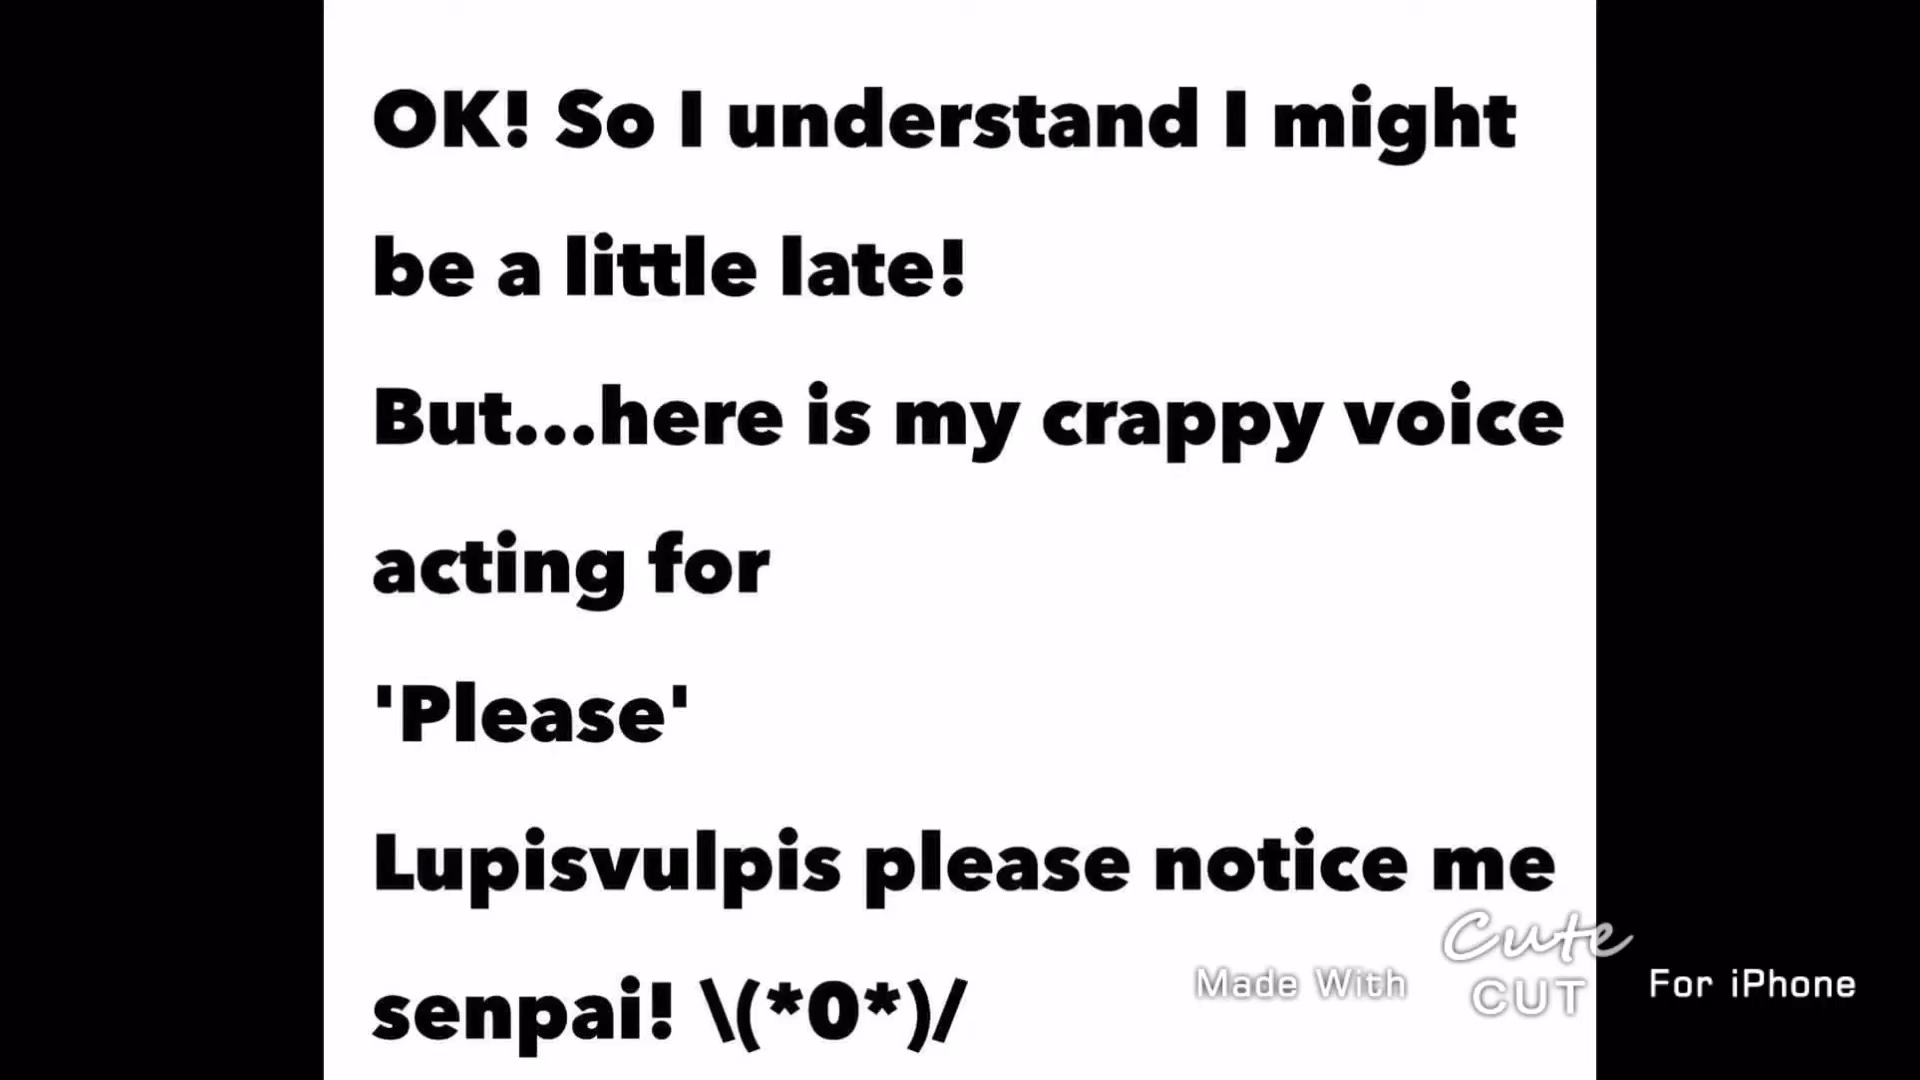 OK! So I understand I might
be a little late!
But...here is my crappy voice
acting for
'Please'
Lupisvulpis please notice me
senpai! \(*0*)/
Made With Cute CUT For iPhone